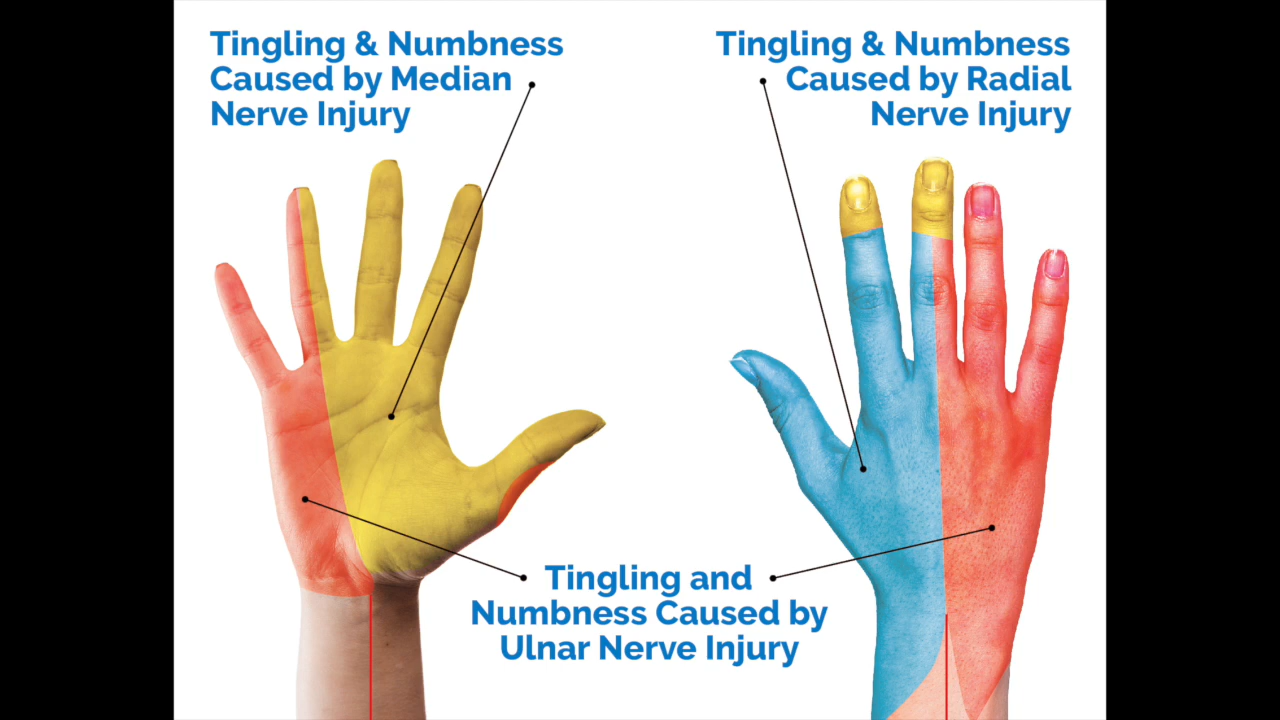 Tingling & Numbness
Caused by Median
Nerve Injury
Tingling & Numbness
Caused by Radial
Nerve Injury
Tingling and
Numbness Caused by
Ulnar Nerve Injury